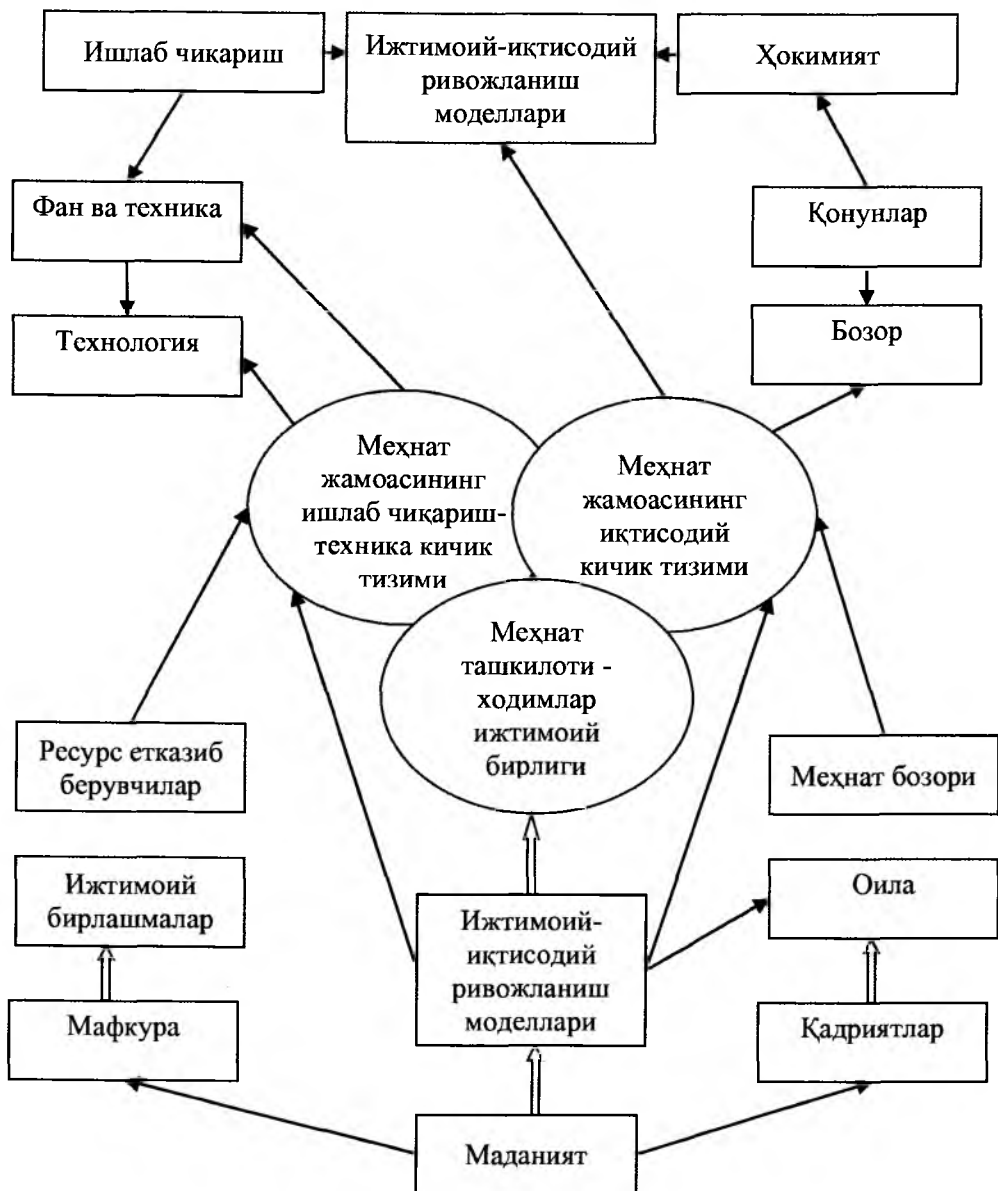 Ишлаб чикариш
Ижтимоий-иқтисодий
ривожланиш
моделлари
Ҳокимият
Фан ва техника
Қонунлар
Технология
Бозор
Меҳнат
жамоасининг
ишлаб чиқариш-
техника кичик
тизими
Меҳнат
жамоасининг
иқтисодий
кичик тизими
Меҳнат
ташкилоти -
ходимлар
ижтимоий
бирлиги
Ресурс етказиб
берувчилар
Меҳнат бозори
Ижтимоий
бирлашмалар
Ижтимоий-
иқтисодий
ривожланиш
моделлари
Оила
Мафкура
Қадриятлар
Маданият